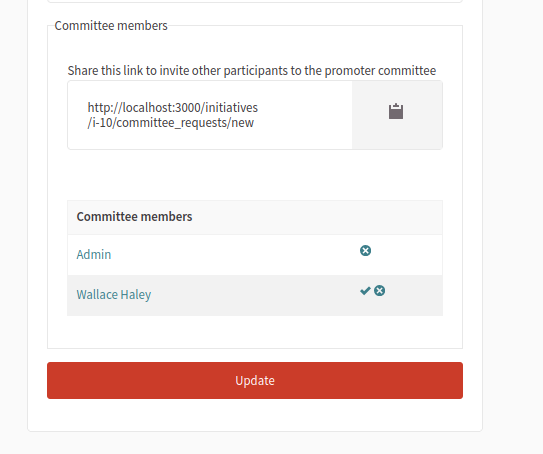 Committee members
Share this link to invite other participants to the promoter committee
http://localhost:3000/initiatives
/i-10/committee_requests/new
Committee members
Admin
Wallace Haley
Update